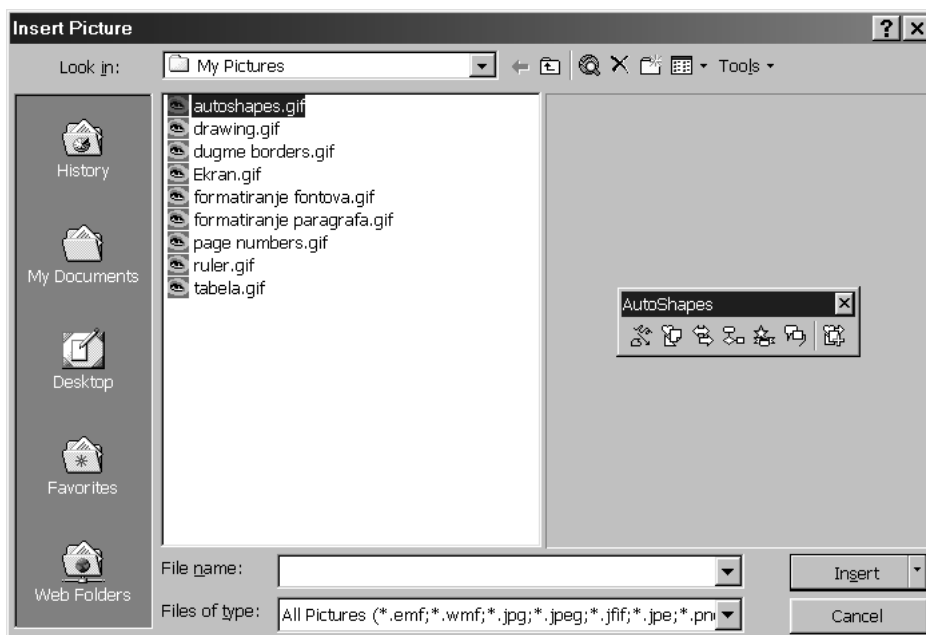 Insert Picture
Look in:
My Pictures
Tools
History
My Documents
Desktop
Favorites
Web Folders
autoshapes.gif
drawing.gif
dugme borders.gif
Ekran.gif
formatiranje fontova.gif
formatiranje paragrafa.gif
page numbers.gif
ruler.gif
tabela.gif
AutoShapes
File name:
Files of type:
All Pictures (*.emf;*.wmf;*.jpg;*.jpeg;*.jfif;*.jpe;*.pn
Insert
Cancel